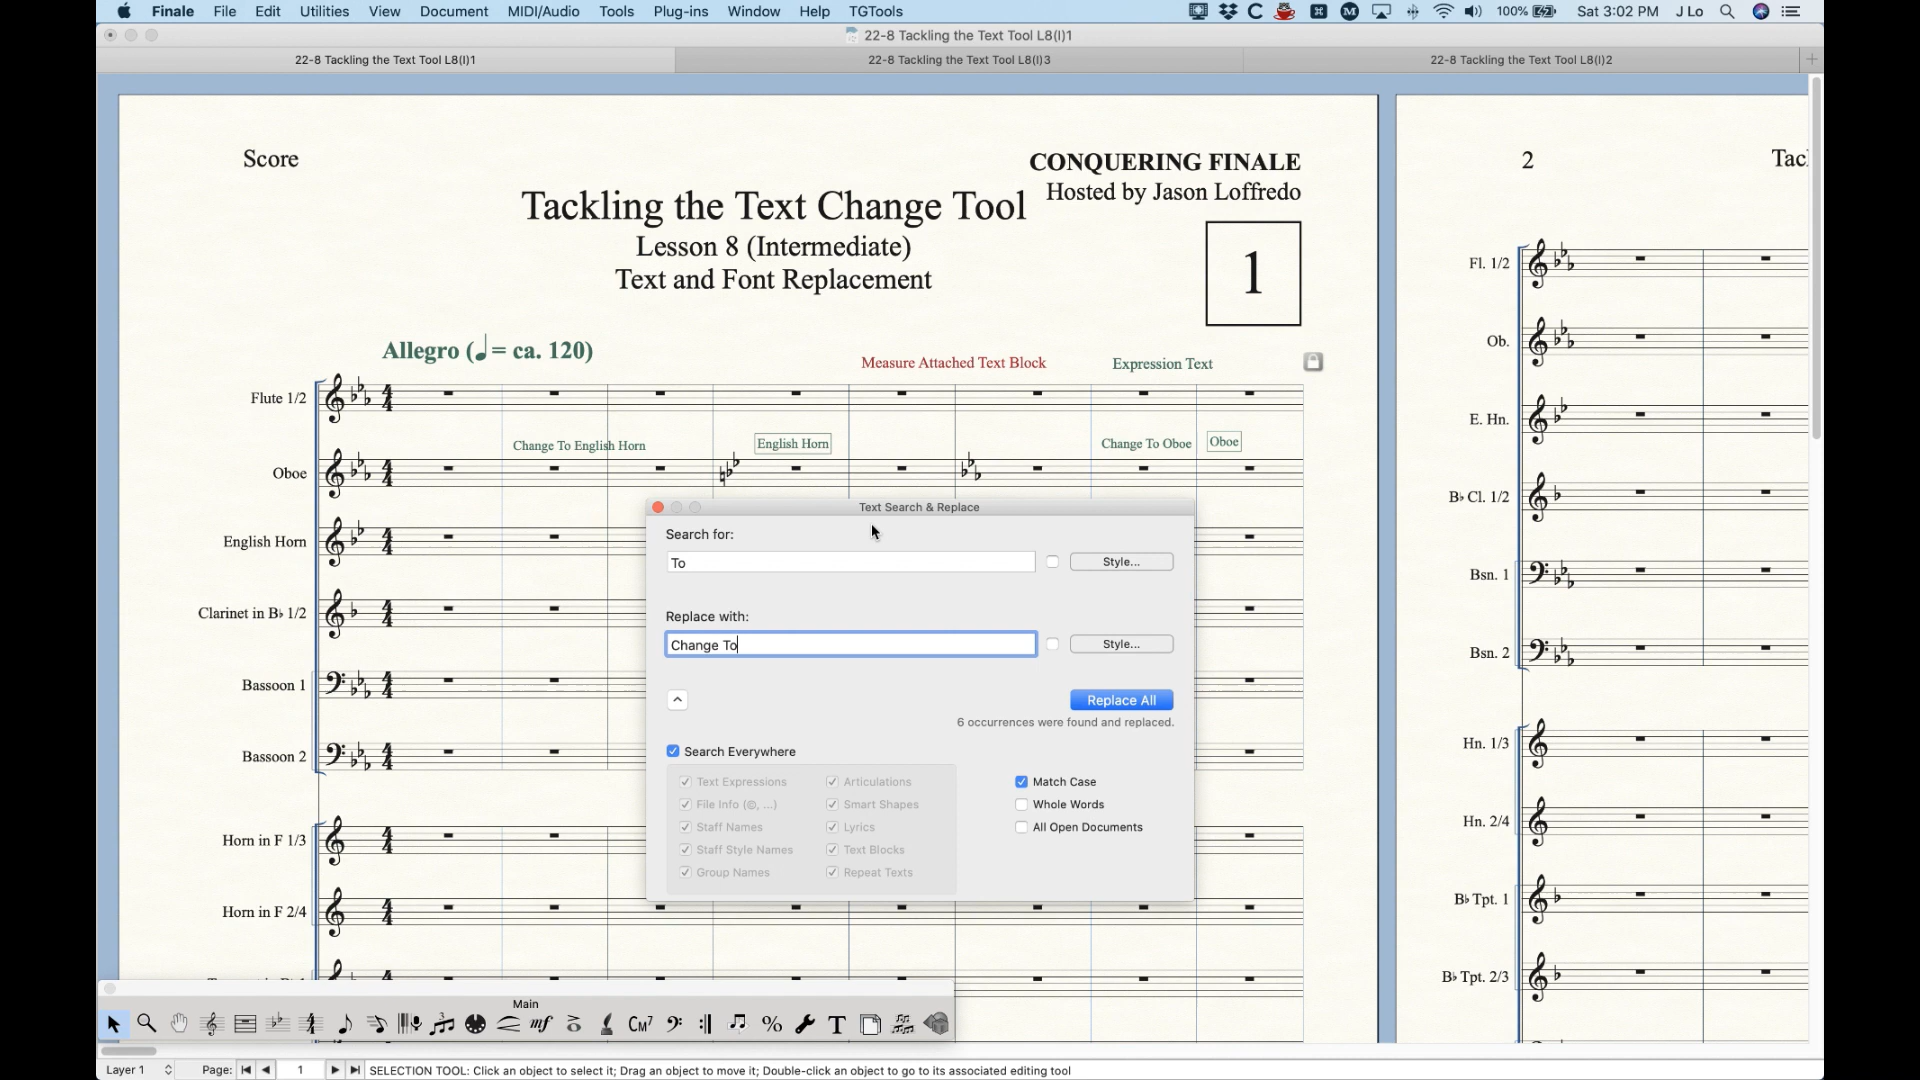 Finale File Edit Utilities View Document MIDI/Audio Tools Plug-ins Window Help TGTools 100% Sat 3:02 PM J Lo
22-8 Tackling the Text Tool L8(I)1
22-8 Tackling the Text Tool L8(I)1 22-8 Tackling the Text Tool L8(I)3 22-8 Tackling the Text Tool L8(I)2
Score
CONQUERING FINALE
Hosted by Jason Loffredo
Tackling the Text Change Tool
Lesson 8 (Intermediate)
Text and Font Replacement
1
Allegro (♩= ca. 120)
Measure Attached Text Block
Expression Text
Flute 1/2
Change To English Horn
English Horn
Change To Oboe
Oboe
Oboe
English Horn
Clarinet in B♭ 1/2
Bassoon 1
Bassoon 2
Horn in F 1/3
Horn in F 2/4
2
Fl. 1/2
Ob.
E. Hn.
B♭ Cl. 1/2
Bsn. 1
Bsn. 2
Hn. 1/3
Hn. 2/4
B♭ Tpt. 1
B♭ Tpt. 2/3
Text Search & Replace
Search for:
To
Style...
Replace with:
Change To
Style...
Replace All
6 occurrences were found and replaced.
Search Everywhere
Text Expressions Articulations
File Info (©, ...) Smart Shapes
Staff Names Lyrics
Staff Style Names Text Blocks
Group Names Repeat Texts
Match Case
Whole Words
All Open Documents
Main
Layer 1 Page: 1 SELECTION TOOL: Click an object to select it; Drag an object to move it; Double-click an object to go to its associated editing tool